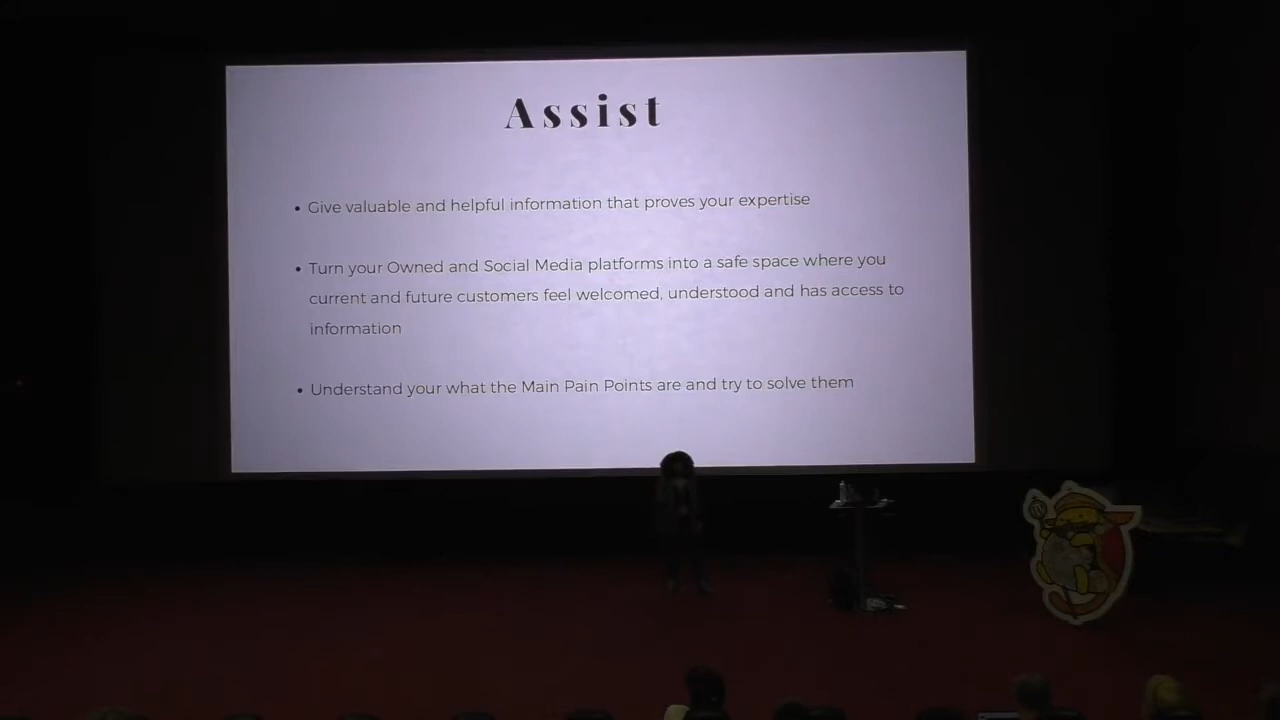 Assist
• Give valuable and helpful information that proves your expertise
• Turn your Owned and Social Media platforms into a safe space where you
current and future customers feel welcomed, understood and has access to
information
• Understand your what the Main Pain Points are and try to solve them